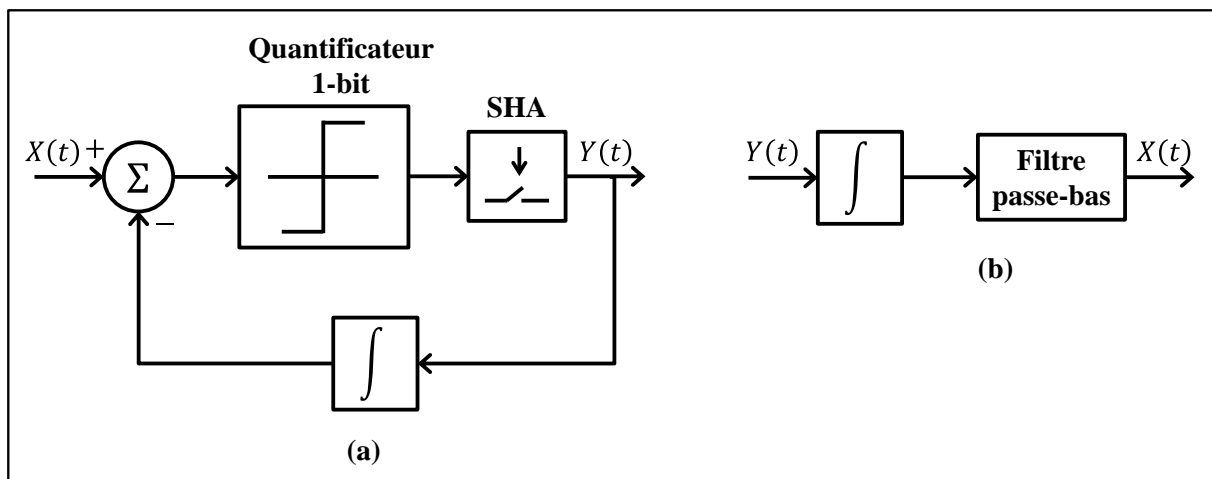 Quantificateur
1-bit
SHA
X(t) +
Σ
Y(t)
−
∫
(a)
Y(t)
∫
Filtre
passe-bas
X(t)
(b)